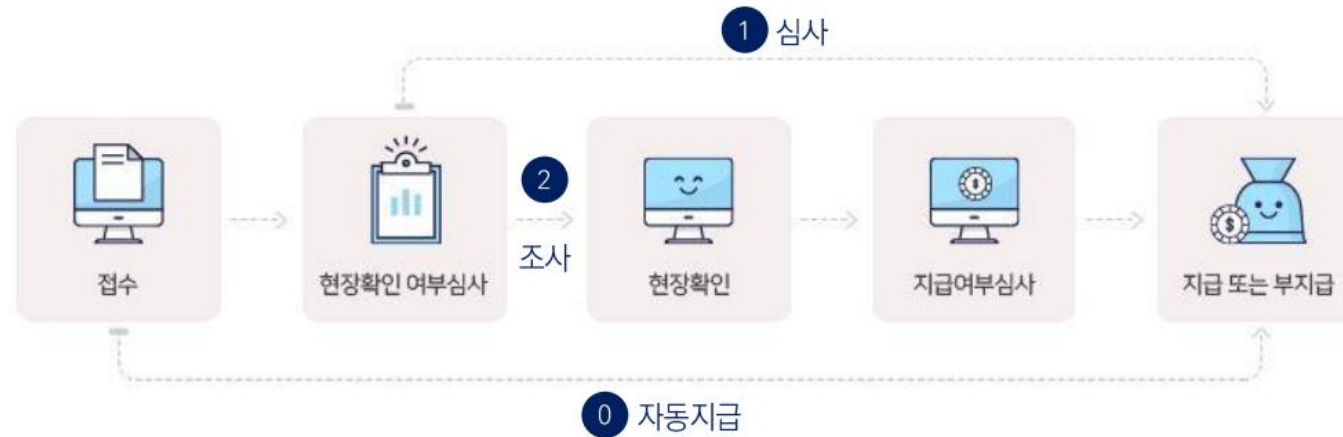 1 심사
2
조사
접수
현장확인 여부심사
현장확인
지급여부심사
지급 또는 부지급
0 자동지급